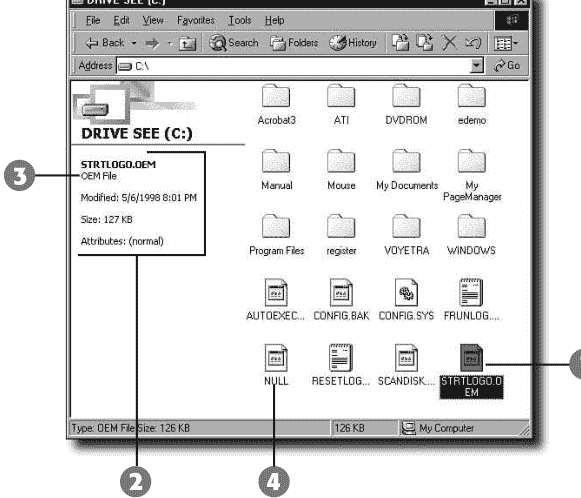 DRIVE SEE (C:)
File Edit View Favorites Tools Help
Back Search Folders History
Address C:\ Go
DRIVE SEE (C:)
STRTLOGO.OEM
OEM File
Modified: 5/6/1998 8:01 PM
Size: 127 KB
Attributes: (normal)
Acrobat3 ATI DVDROM edemo
Manual Mouse My Documents My PageManager
Program Files register VOYETRA WINDOWS
AUTOEXEC... CONFIG.BAK CONFIG.SYS FRUNLOG....
NULL RESETLOG... SCANDISK.... STRTLOGO.O
EM
Type: OEM File Size: 126 KB 126 KB My Computer
3
2
4